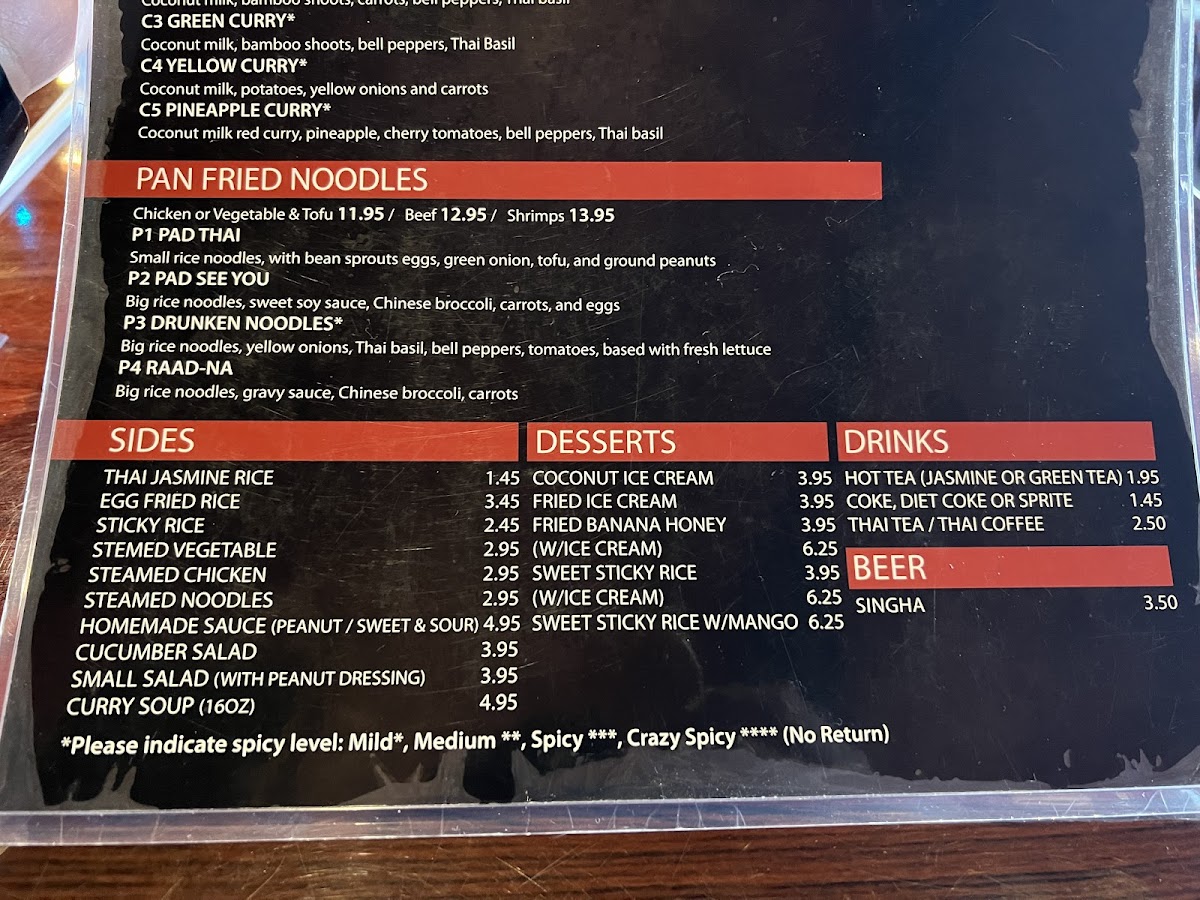 Coconut milk, bamboo shoots, carrots, bell peppers, Thai basil
C3 GREEN CURRY*
Coconut milk, bamboo shoots, bell peppers, Thai Basil
C4 YELLOW CURRY*
Coconut milk, potatoes, yellow onions and carrots
C5 PINEAPPLE CURRY*
Coconut milk red curry, pineapple, cherry tomatoes, bell peppers, Thai basil
PAN FRIED NOODLES
Chicken or Vegetable & Tofu 11.95 / Beef 12.95 / Shrimps 13.95
P1 PAD THAI
Small rice noodles, with bean sprouts eggs, green onion, tofu, and ground peanuts
P2 PAD SEE YOU
Big rice noodles, sweet soy sauce, Chinese broccoli, carrots, and eggs
P3 DRUNKEN NOODLES*
Big rice noodles, yellow onions, Thai basil, bell peppers, tomatoes, based with fresh lettuce
P4 RAAD-NA
Big rice noodles, gravy sauce, Chinese broccoli, carrots
SIDES
THAI JASMINE RICE 1.45
EGG FRIED RICE 3.45
STICKY RICE 2.45
STEMED VEGETABLE 2.95
STEAMED CHICKEN 2.95
STEAMED NOODLES 2.95
HOMEMADE SAUCE (PEANUT / SWEET & SOUR) 4.95
CUCUMBER SALAD 3.95
SMALL SALAD (WITH PEANUT DRESSING) 3.95
CURRY SOUP (16OZ) 4.95
DESSERTS
COCONUT ICE CREAM 3.95
FRIED ICE CREAM 3.95
FRIED BANANA HONEY 3.95
(W/ICE CREAM) 6.25
SWEET STICKY RICE 3.95
(W/ICE CREAM) 6.25
SWEET STICKY RICE W/MANGO 6.25
DRINKS
HOT TEA (JASMINE OR GREEN TEA) 1.95
COKE, DIET COKE OR SPRITE 1.45
THAI TEA / THAI COFFEE 2.50
BEER
SINGHA 3.50
*Please indicate spicy level: Mild*, Medium **, Spicy ***, Crazy Spicy **** (No Return)